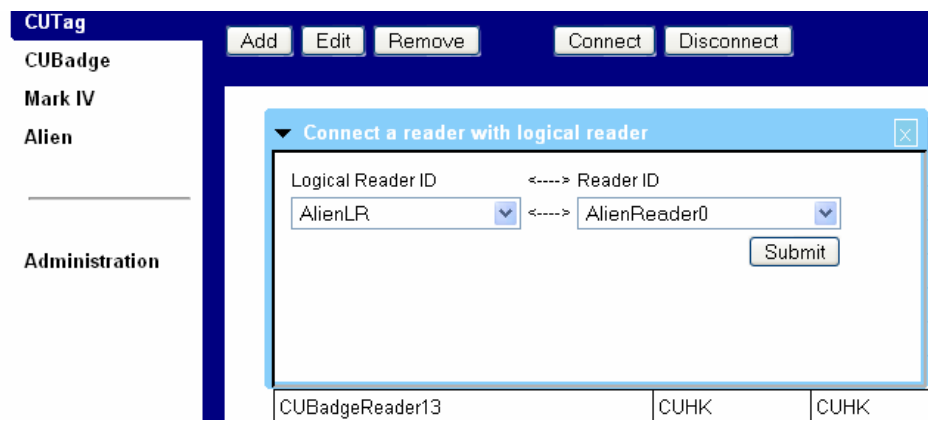 CUTag
CUBadge
Mark IV
Alien
Administration
Add Edit Remove Connect Disconnect
Connect a reader with logical reader
Logical Reader ID <----> Reader ID
AlienLR <----> AlienReader0
Submit
CUBadgeReader13 CUHK CUHK